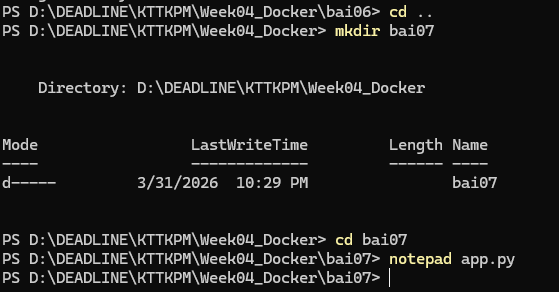 PS D:\DEADLINE\KTTKPM\Week04_Docker\bai06> cd ..
PS D:\DEADLINE\KTTKPM\Week04_Docker> mkdir bai07
Directory: D:\DEADLINE\KTTKPM\Week04_Docker
Mode                 LastWriteTime         Length Name
----                 -------------         ------ ----
d-----         3/31/2026  10:29 PM                bai07
PS D:\DEADLINE\KTTKPM\Week04_Docker> cd bai07
PS D:\DEADLINE\KTTKPM\Week04_Docker\bai07> notepad app.py
PS D:\DEADLINE\KTTKPM\Week04_Docker\bai07>